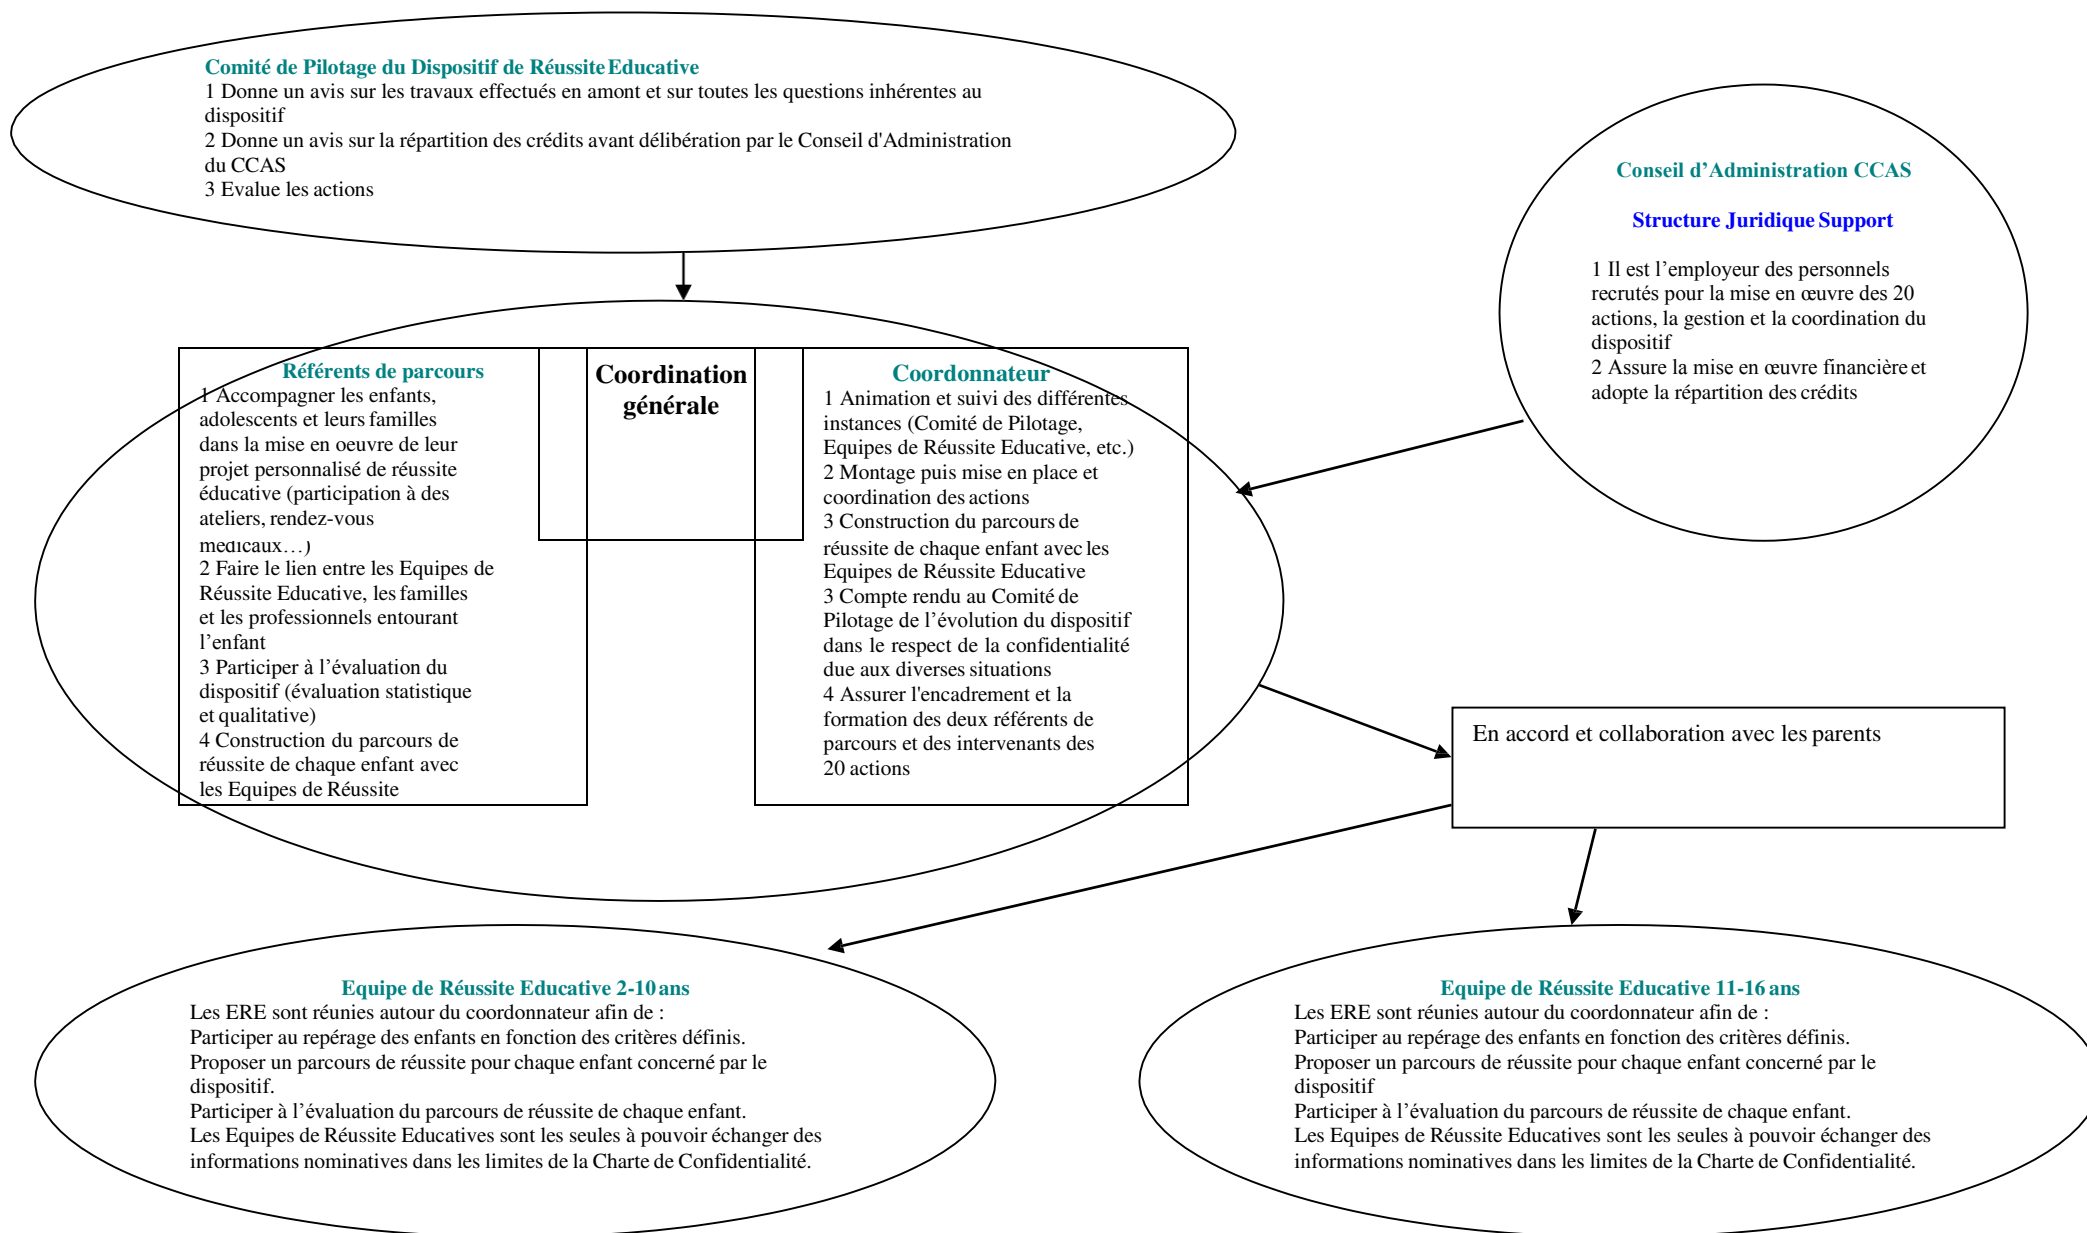 Comité de Pilotage du Dispositif de Réussite Educative
1 Donne un avis sur les travaux effectués en amont et sur toutes les questions inhérentes au
dispositif
2 Donne un avis sur la répartition des crédits avant délibération par le Conseil d'Administration
du CCAS
3 Evalue les actions
Conseil d’Administration CCAS
Structure Juridique Support
1 Il est l’employeur des personnels
recrutés pour la mise en œuvre des 20
actions, la gestion et la coordination du
dispositif
2 Assure la mise en œuvre financière et
adopte la répartition des crédits
Référents de parcours
1 Accompagner les enfants,
adolescents et leurs familles
dans la mise en oeuvre de leur
projet personnalisé de réussite
éducative (participation à des
ateliers, rendez-vous
médicaux…)
2 Faire le lien entre les Equipes de
Réussite Educative, les familles
et les professionnels entourant
l’enfant
3 Participer à l’évaluation du
dispositif (évaluation statistique
et qualitative)
4 Construction du parcours de
réussite de chaque enfant avec
les Equipes de Réussite
Coordination
générale
Coordonnateur
1 Animation et suivi des différentes
instances (Comité de Pilotage,
Equipes de Réussite Educative, etc.)
2 Montage puis mise en place et
coordination des actions
3 Construction du parcours de
réussite de chaque enfant avec les
Equipes de Réussite Educative
3 Compte rendu au Comité de
Pilotage de l’évolution du dispositif
dans le respect de la confidentialité
due aux diverses situations
4 Assurer l'encadrement et la
formation des deux référents de
parcours et des intervenants des
20 actions
En accord et collaboration avec les parents
Equipe de Réussite Educative 2-10 ans
Les ERE sont réunies autour du coordonnateur afin de :
Participer au repérage des enfants en fonction des critères définis.
Proposer un parcours de réussite pour chaque enfant concerné par le
dispositif.
Participer à l’évaluation du parcours de réussite de chaque enfant.
Les Equipes de Réussite Educatives sont les seules à pouvoir échanger des
informations nominatives dans les limites de la Charte de Confidentialité.
Equipe de Réussite Educative 11-16 ans
Les ERE sont réunies autour du coordonnateur afin de :
Participer au repérage des enfants en fonction des critères définis.
Proposer un parcours de réussite pour chaque enfant concerné par le
dispositif
Participer à l’évaluation du parcours de réussite de chaque enfant.
Les Equipes de Réussite Educatives sont les seules à pouvoir échanger des
informations nominatives dans les limites de la Charte de Confidentialité.